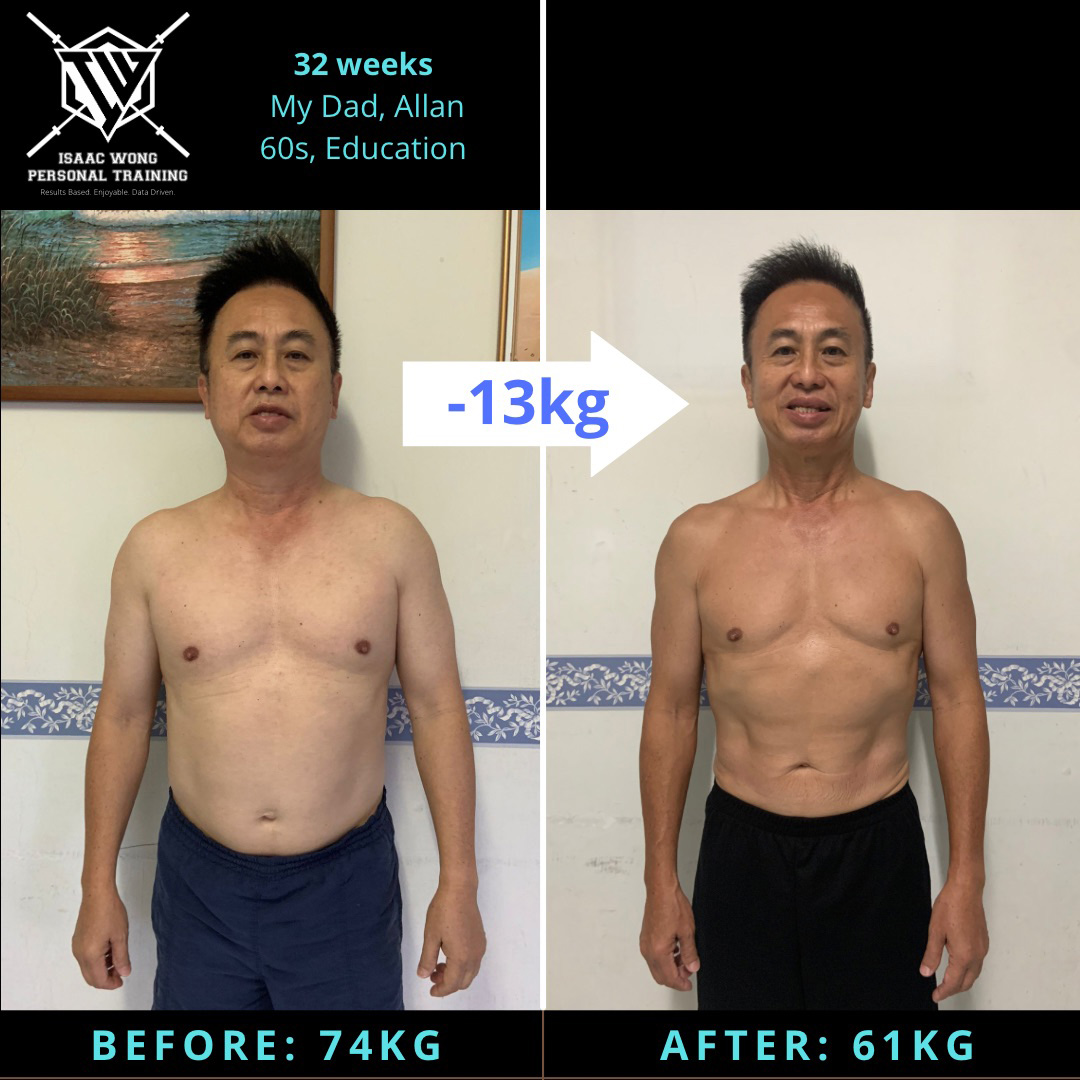 ISAAC WONG
PERSONAL TRAINING
Results Based. Enjoyable. Data Driven.
32 weeks
My Dad, Allan
60s, Education
-13kg
BEFORE: 74KG
AFTER: 61KG